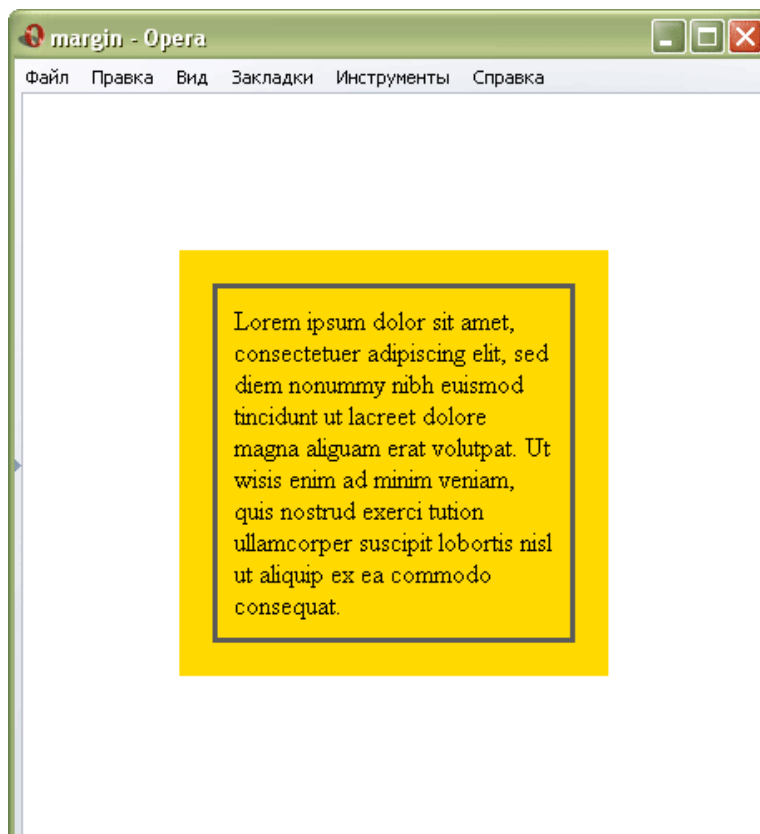 margin - Opera
Файл Правка Вид Закладки Инструменты Справка
Lorem ipsum dolor sit amet,
consectetuer adipiscing elit, sed
diem nonummy nibh euismod
tincidunt ut lacreet dolore
magna aliguam erat volutpat. Ut
wisis enim ad minim veniam,
quis nostrud exerci tution
ullamcorper suscipit lobortis nisl
ut aliquip ex ea commodo
consequat.